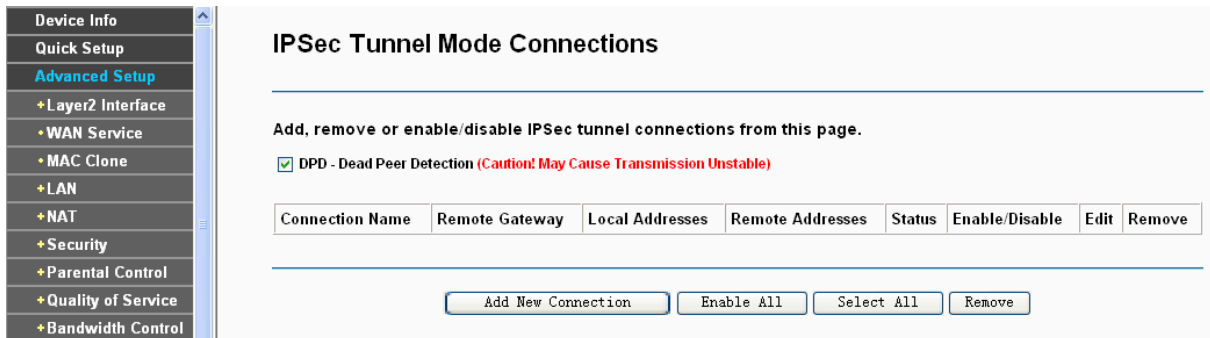 Device Info
Quick Setup
Advanced Setup
+Layer2 Interface
•WAN Service
•MAC Clone
+LAN
+NAT
+Security
+Parental Control
+Quality of Service
+Bandwidth Control
IPSec Tunnel Mode Connections
Add, remove or enable/disable IPSec tunnel connections from this page.
DPD - Dead Peer Detection (Caution! May Cause Transmission Unstable)
Connection Name Remote Gateway Local Addresses Remote Addresses Status Enable/Disable Edit Remove
Add New Connection Enable All Select All Remove